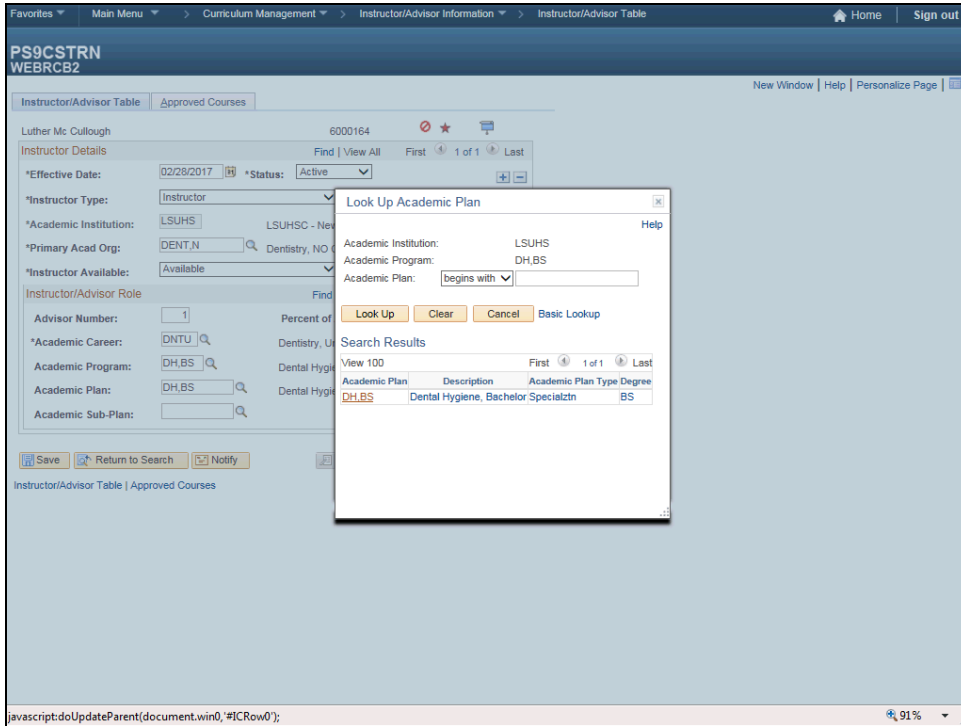 Favorites Main Menu > Curriculum Management > Instructor/Advisor Information > Instructor/Advisor Table Home Sign out
PS9CSTRN
WEBRCB2
New Window | Help | Personalize Page |
Instructor/Advisor Table Approved Courses
Luther Mc Cullough 6000164
Instructor Details Find | View All First 1 of 1 Last
*Effective Date: 02/28/2017 *Status: Active
*Instructor Type: Instructor
*Academic Institution: LSUHS LSUHSC - New
*Primary Acad Org: DENT,N Dentistry, NO
*Instructor Available: Available
Instructor/Advisor Role Find
Advisor Number: 1 Percent of
*Academic Career: DNTU Dentistry, Un
Academic Program: DH,BS Dental Hygie
Academic Plan: DH,BS Dental Hygie
Academic Sub-Plan:
Save Return to Search Notify
Instructor/Advisor Table | Approved Courses
Look Up Academic Plan
Help
Academic Institution: LSUHS
Academic Program: DH,BS
Academic Plan: begins with
Look Up Clear Cancel Basic Lookup
Search Results
View 100 First 1 of 1 Last
Academic Plan Description Academic Plan Type Degree
DH,BS Dental Hygiene, Bachelor Specialztn BS
javascript:doUpdateParent(document.win0,'#ICRow0'); 91%